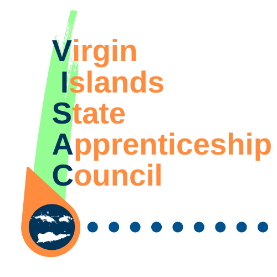 Virgin
Islands
State
Apprenticeship
Council